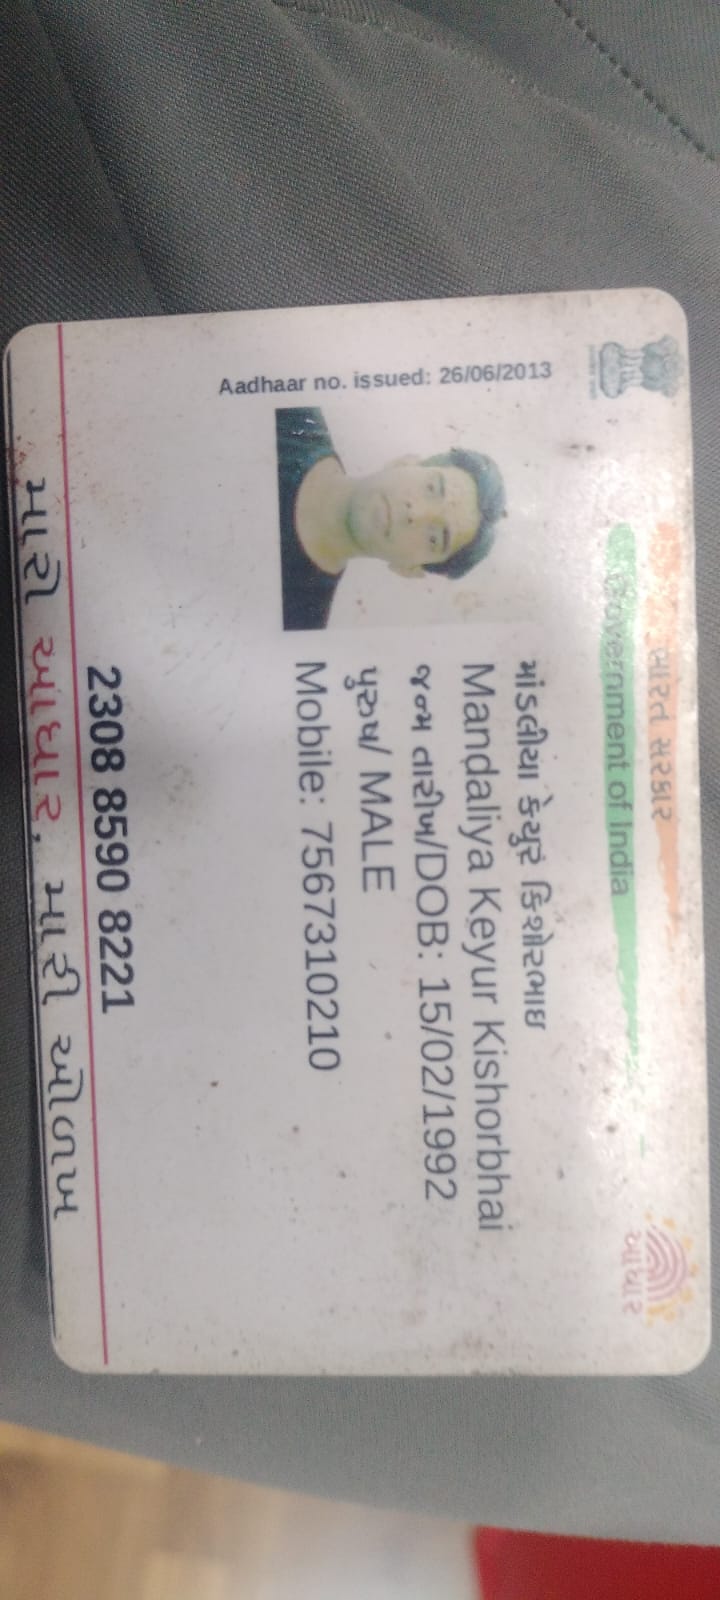 ભારત સરકાર
Government of India
Aadhaar no. issued: 26/06/2013
માંડલીયા કેયુર કિશોરભાઇ
Mandaliya Keyur Kishorbhai
જન્મ તારીખ/DOB: 15/02/1992
પુરુષ/ MALE
Mobile: 7567310210
2308 8590 8221
મારો આધાર, મારી ઓળખ
આધાર